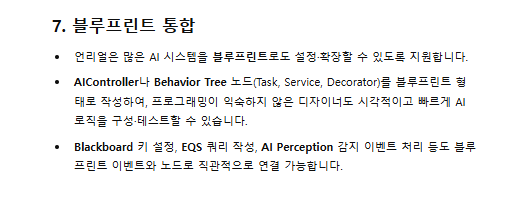 7. 블루프린트 통합
• 언리얼은 많은 AI 시스템을 블루프린트로도 설정·확장할 수 있도록 지원합니다.
• AIController나 Behavior Tree 노드(Task, Service, Decorator)를 블루프린트 형
태로 작성하여, 프로그래밍이 익숙하지 않은 디자이너도 시각적이고 빠르게 AI
로직을 구성·테스트할 수 있습니다.
• Blackboard 키 설정, EQS 쿼리 작성, AI Perception 감지 이벤트 처리 등도 블루
프린트 이벤트와 노드로 직관적으로 연결 가능합니다.